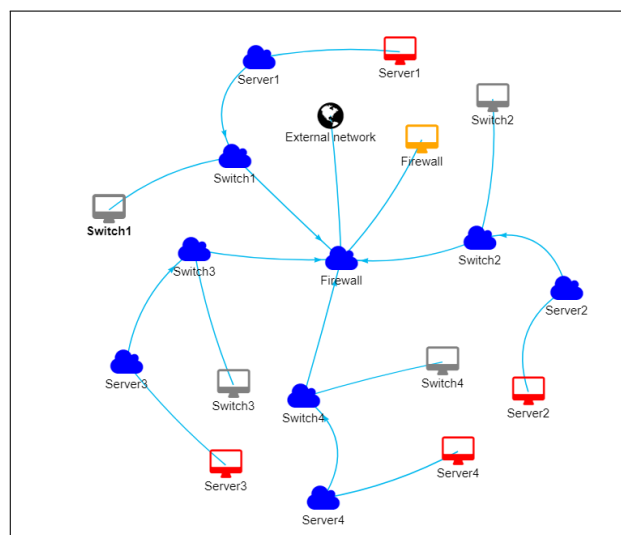 Server1
Server1
Switch2
External network
Firewall
Switch1
Switch1
Switch2
Switch3
Firewall
Server2
Server3
Switch4
Switch3
Server2
Switch4
Server4
Server3
Server4